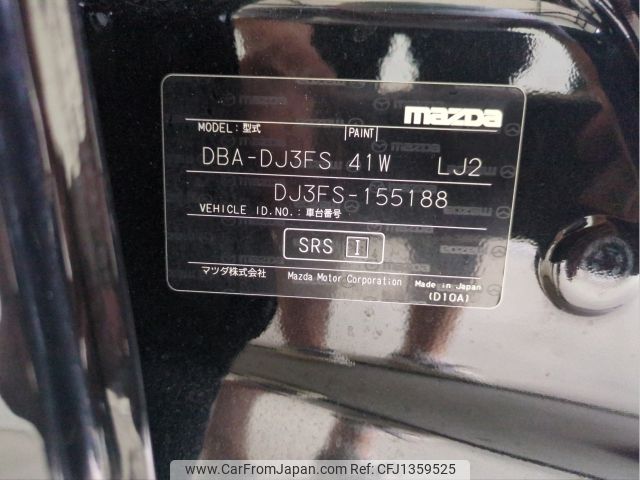 mazda
MODEL: 型式 PAINT
DBA-DJ3FS 41W LJ2
DJ3FS-155188
VEHICLE ID.NO.: 車台番号
SRS I
マツダ株式会社 Mazda Motor Corporation Made in Japan
(D10A)
www.CarFromJapan.com - CFJ1359525